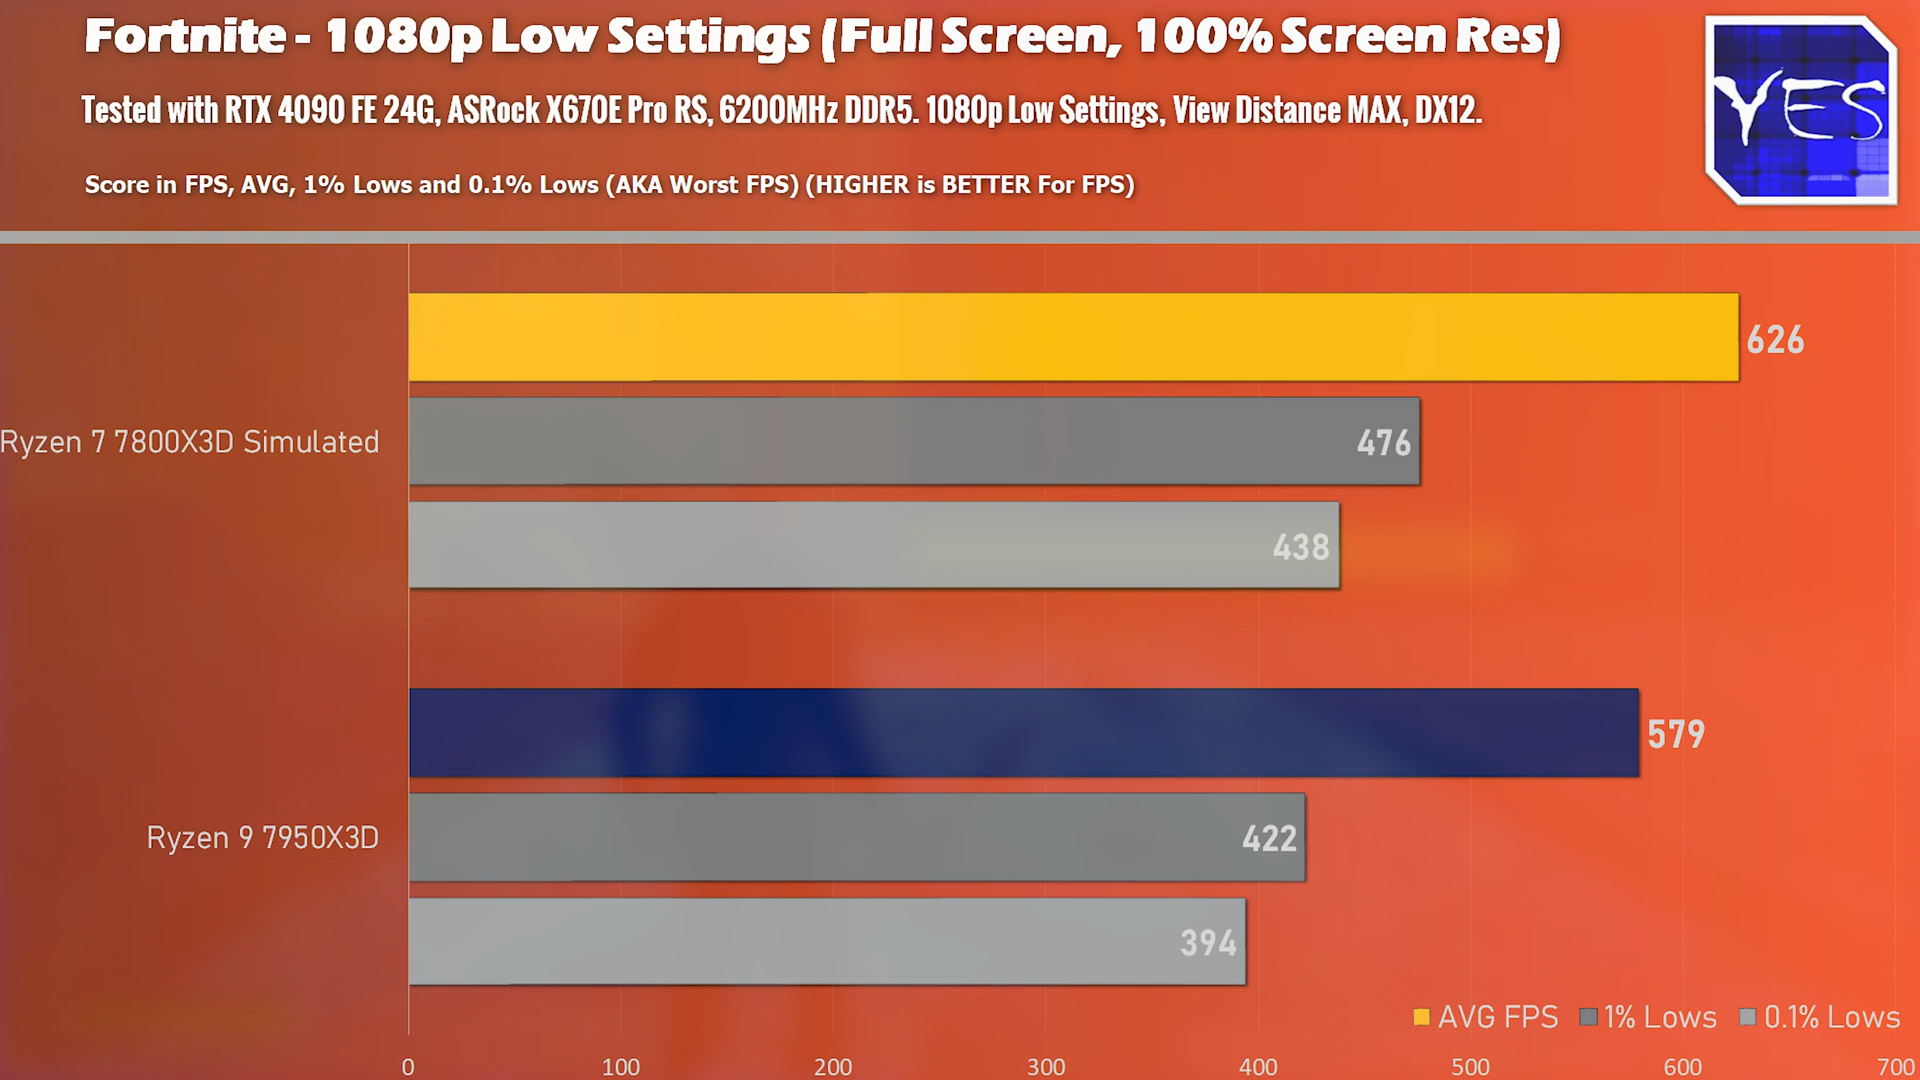 Fortnite - 1080p Low Settings (Full Screen, 100% Screen Res)
Tested with RTX 4090 FE 24G, ASRock X670E Pro RS, 6200MHz DDR5. 1080p Low Settings, View Distance MAX, DX12.
YES
Score in FPS, AVG, 1% Lows and 0.1% Lows (AKA Worst FPS) (HIGHER is BETTER For FPS)
626
Ryzen 7 7800X3D Simulated
476
438
579
Ryzen 9 7950X3D
422
394
AVG FPS 1% Lows 0.1% Lows
0 100 200 300 400 500 600 700